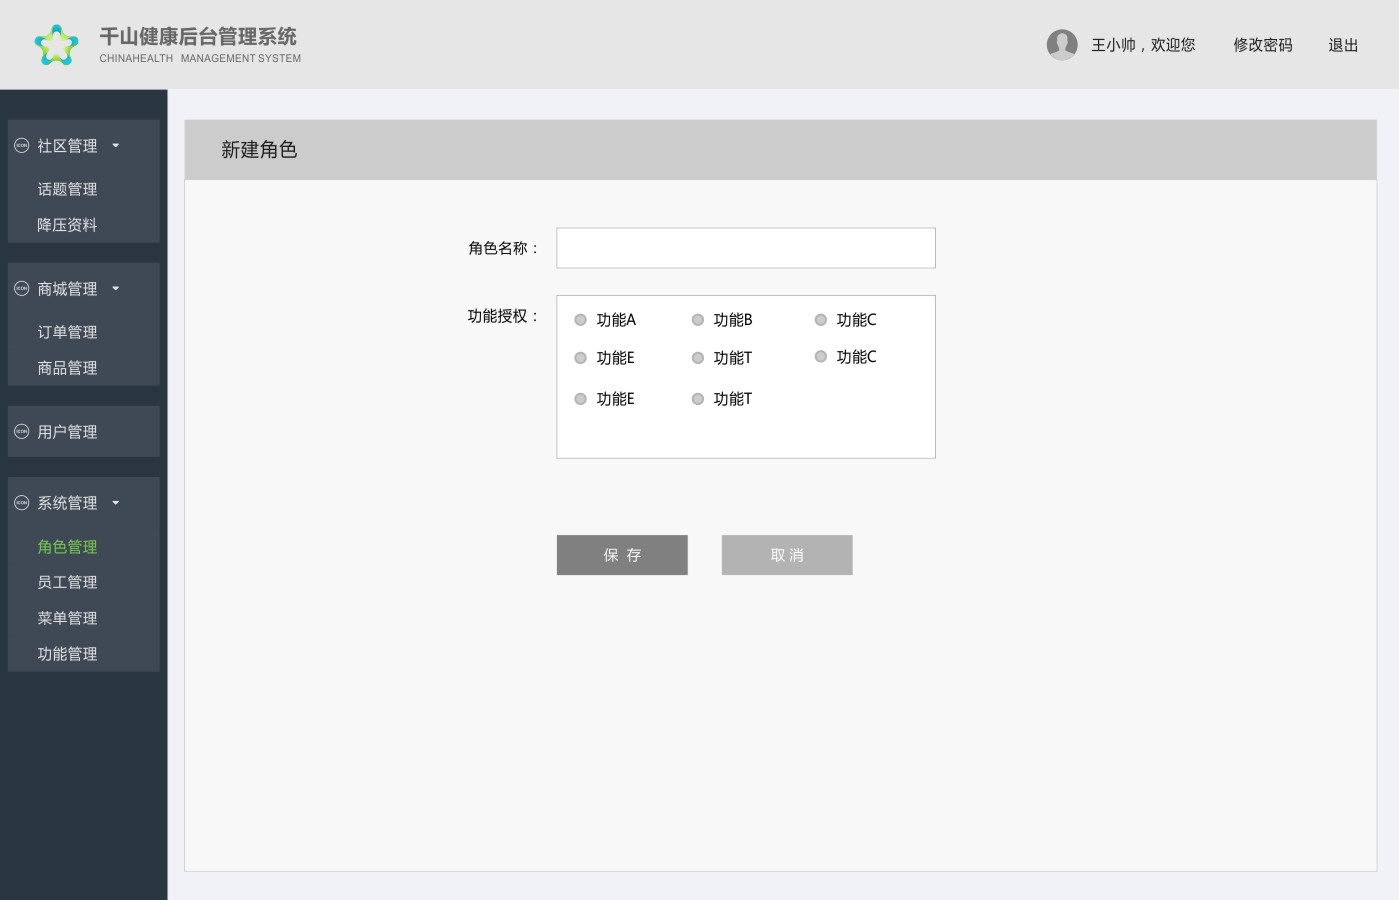 千山健康后台管理系统
CHINAHEALTH MANAGEMENT SYSTEM
王小帅，欢迎您 修改密码 退出
社区管理
话题管理
降压资料
商城管理
订单管理
商品管理
用户管理
系统管理
角色管理
员工管理
菜单管理
功能管理
新建角色
角色名称：
功能授权：
功能A 功能B 功能C
功能E 功能T 功能C
功能E 功能T
保 存 取 消